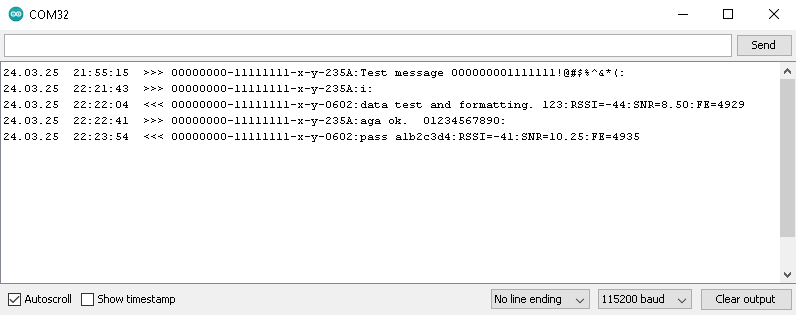 COM32
Send
24.03.25  21:55:15  >>> 00000000-11111111-x-y-235A:Test message 000000001111111!@#$%^&*(:
24.03.25  22:21:43  >>> 00000000-11111111-x-y-235A:i:
24.03.25  22:22:04  <<< 00000000-11111111-x-y-0602:data test and formatting. 123:RSSI=-44:SNR=8.50:FE=4929
24.03.25  22:22:41  >>> 00000000-11111111-x-y-235A:aga ok.  01234567890:
24.03.25  22:23:54  <<< 00000000-11111111-x-y-0602:pass a1b2c3d4:RSSI=-41:SNR=10.25:FE=4935
Autoscroll Show timestamp No line ending 115200 baud Clear output